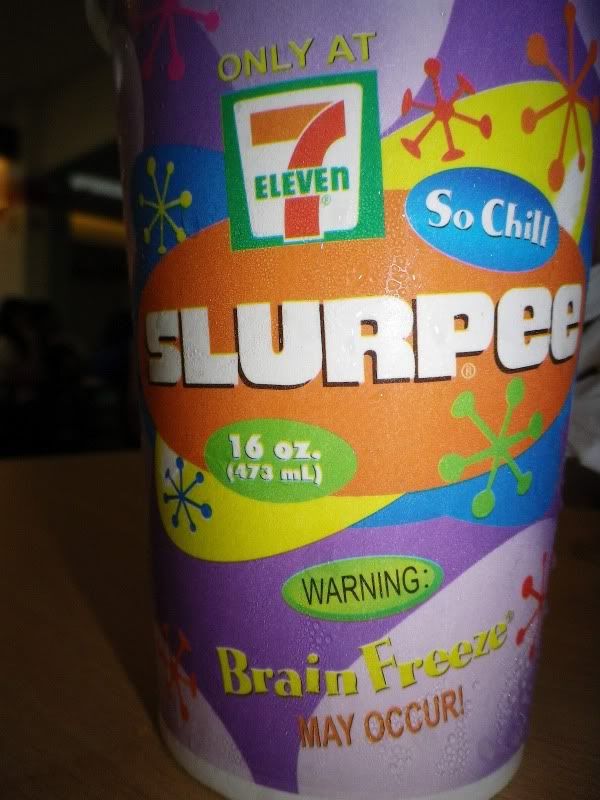 ONLY AT
7
ELEVEn
®
So Chill
SLURPEE
®
16 oz.
(473 mL)
WARNING:
Brain Freeze®
MAY OCCUR!